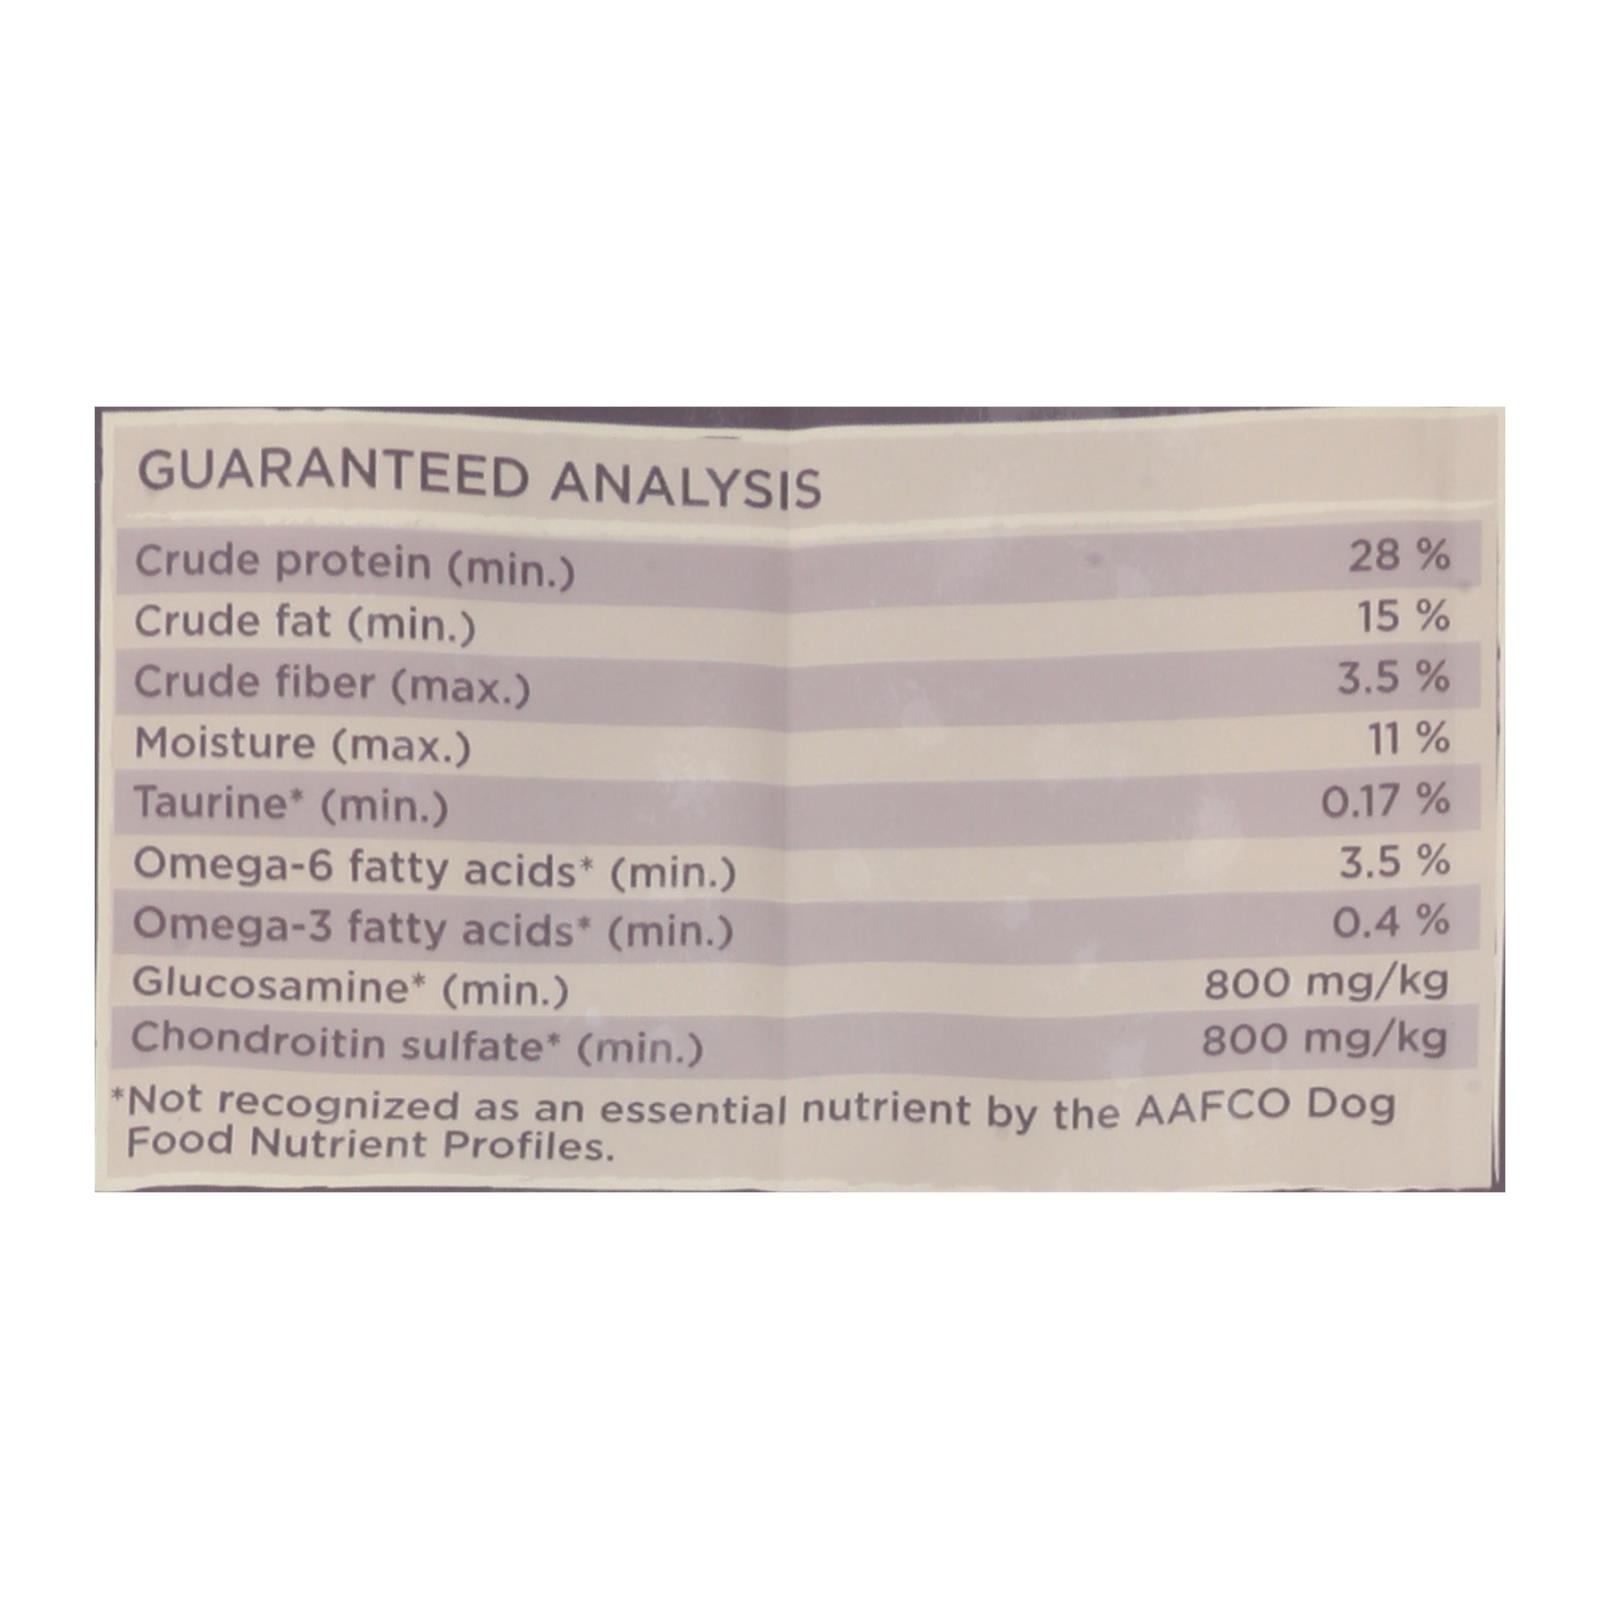 GUARANTEED ANALYSIS
Crude protein (min.) 28 %
Crude fat (min.) 15 %
Crude fiber (max.) 3.5 %
Moisture (max.) 11 %
Taurine* (min.) 0.17 %
Omega-6 fatty acids* (min.) 3.5 %
Omega-3 fatty acids* (min.) 0.4 %
Glucosamine* (min.) 800 mg/kg
Chondroitin sulfate* (min.) 800 mg/kg
*Not recognized as an essential nutrient by the AAFCO Dog
Food Nutrient Profiles.